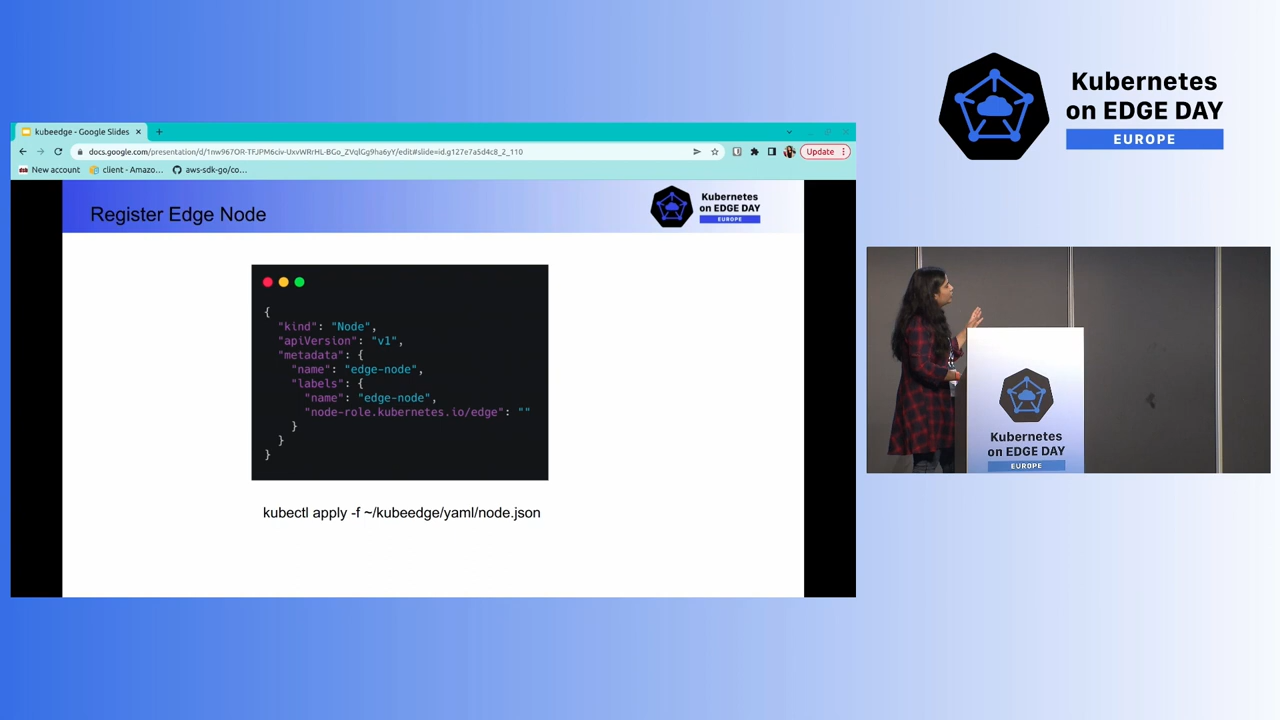 Kubernetes
on EDGE DAY
EUROPE
kubeedge - Google Slides
docs.google.com/presentation/d/1nw967OR-TFJPM6civ-UxvWRrHL-BGo_ZVqlGg9ha6yY/edit#slide=id.g127e7a5d4c8_2_110
Update
New account
client - Amazo...
aws-sdk-go/co...
Register Edge Node
Kubernetes
on EDGE DAY
EUROPE
{
"kind": "Node",
"apiVersion": "v1",
"metadata": {
"name": "edge-node",
"labels": {
"name": "edge-node",
"node-role.kubernetes.io/edge": ""
}
}
}
kubectl apply -f ~/kubeedge/yaml/node.json
Kubernetes
on EDGE DAY
EUROPE